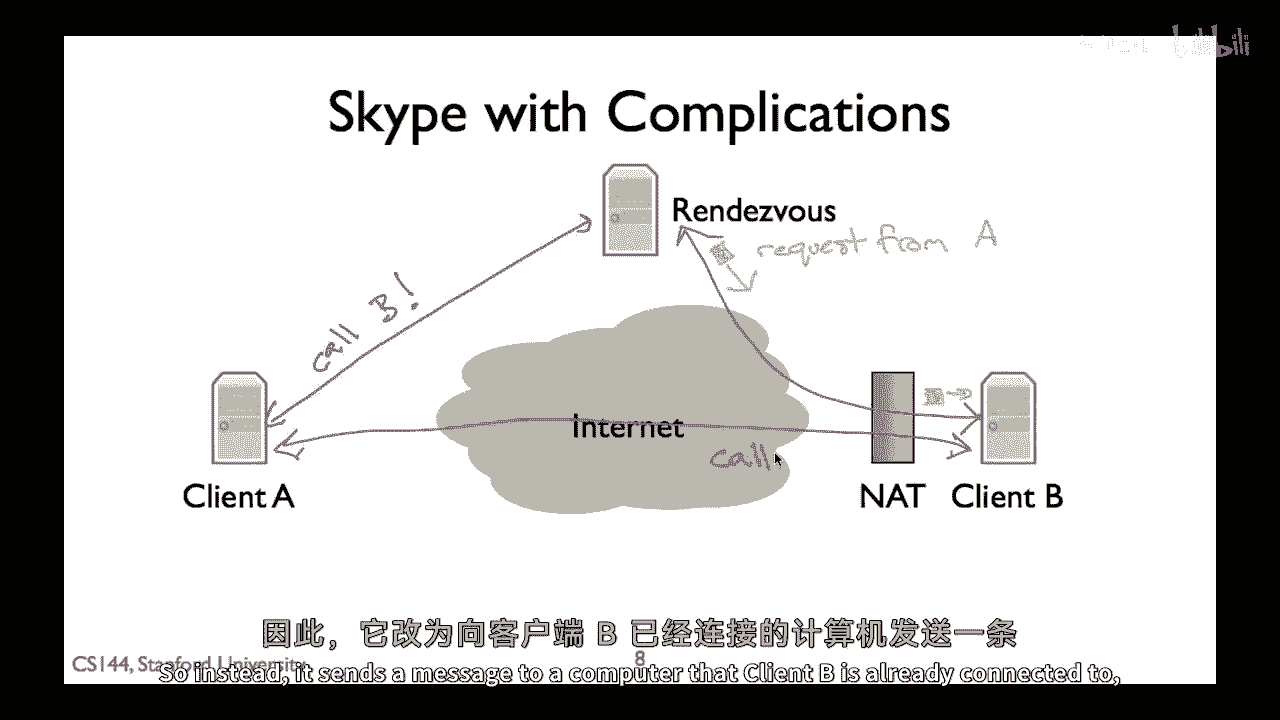 Skype with Complications
Rendezvous
request from A
call B!
Internet
call
Client A
NAT
Client B
因此，它改为向客户端 B 已经连接的计算机发送一条
CS144, Stanford University
8
So instead, it sends a message to a computer that Client B is already connected to,
bilibili